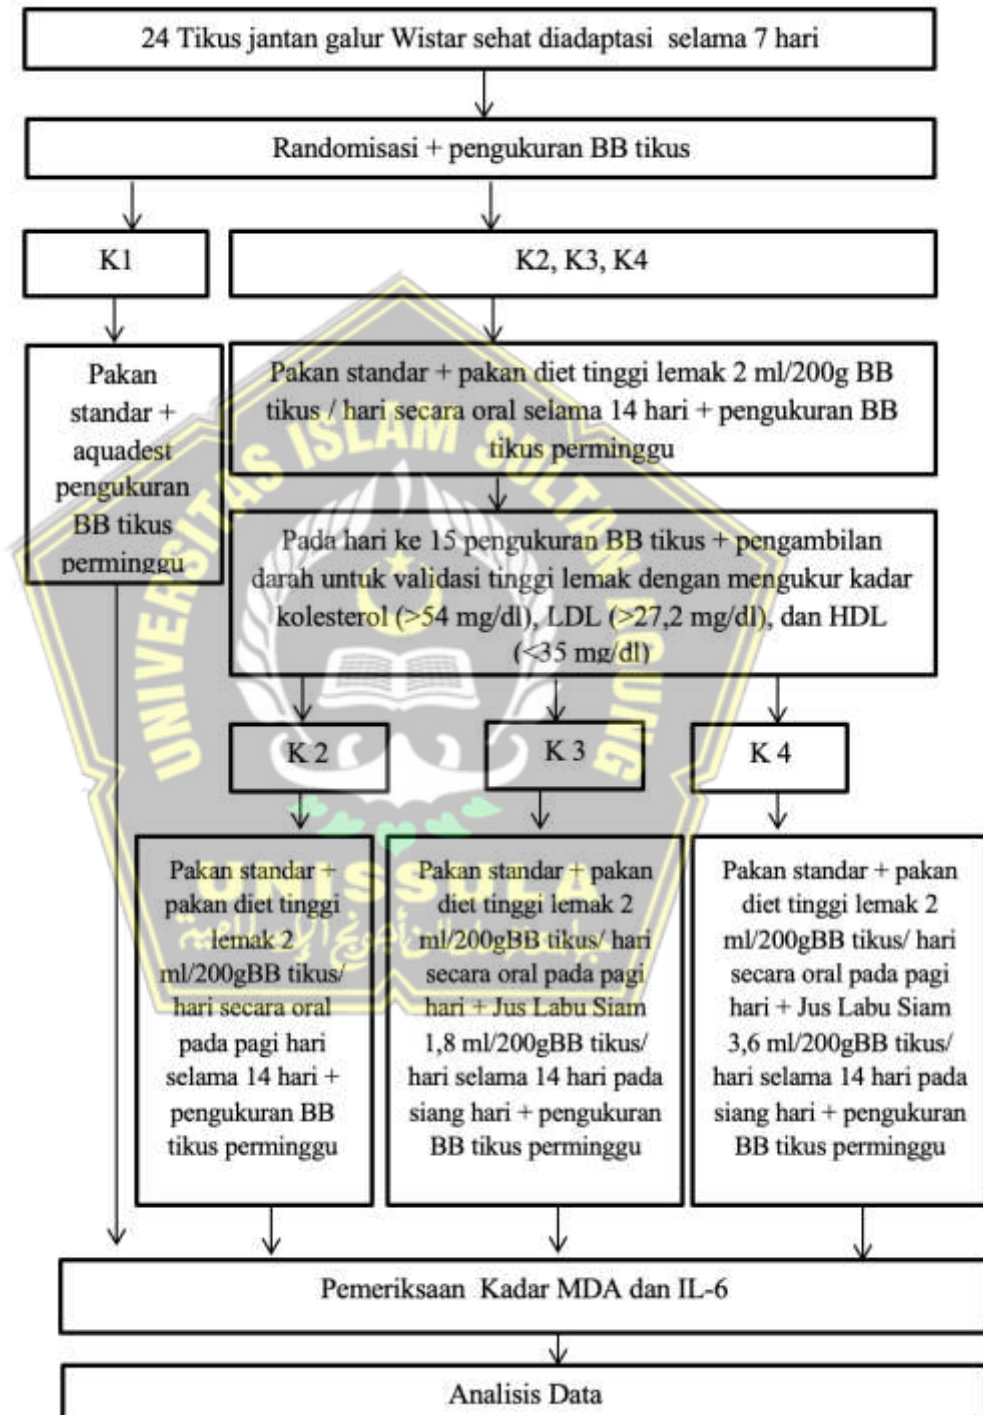 24 Tikus jantan galur Wistar sehat diadaptasi selama 7 hari
Randomisasi + pengukuran BB tikus
K1
K2, K3, K4
Pakan
standar +
aquadest
pengukuran
BB tikus
perminggu
Pakan standar + pakan diet tinggi lemak 2 ml/200g BB
tikus / hari secara oral selama 14 hari + pengukuran BB
tikus perminggu
Pada hari ke 15 pengukuran BB tikus + pengambilan
darah untuk validasi tinggi lemak dengan mengukur kadar
kolesterol (>54 mg/dl), LDL (>27,2 mg/dl), dan HDL
(<35 mg/dl)
K 2
K 3
K 4
Pakan standar +
pakan diet tinggi
lemak 2
ml/200gBB tikus/
hari secara oral
pada pagi hari
selama 14 hari +
pengukuran BB
tikus perminggu
Pakan standar + pakan
diet tinggi lemak 2
ml/200gBB tikus/ hari
secara oral pada pagi
hari + Jus Labu Siam
1,8 ml/200gBB tikus/
hari selama 14 hari pada
siang hari + pengukuran
BB tikus perminggu
Pakan standar + pakan
diet tinggi lemak 2
ml/200gBB tikus/ hari
secara oral pada pagi
hari + Jus Labu Siam
3,6 ml/200gBB tikus/
hari selama 14 hari pada
siang hari + pengukuran
BB tikus perminggu
Pemeriksaan Kadar MDA dan IL-6
Analisis Data
UNIVERSITAS ISLAM SULTAN AGUNG
UNISSULA
جامعة سلطان أجونج الإسلامية